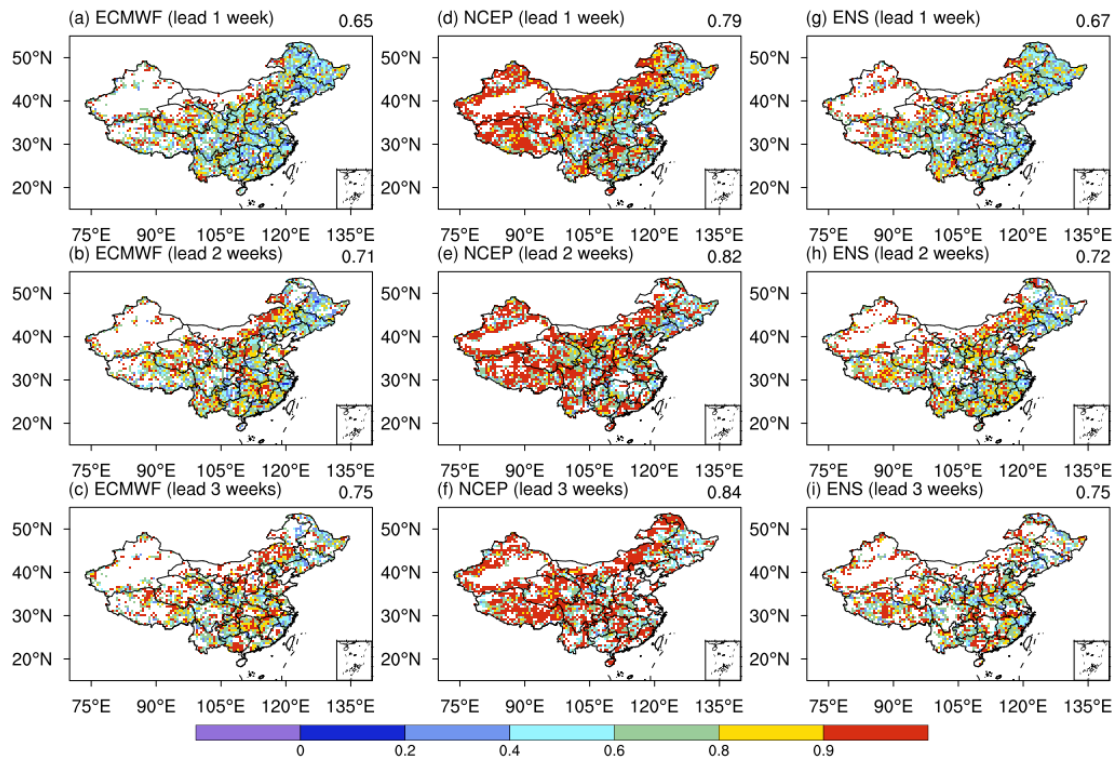 (a) ECMWF (lead 1 week) 0.65
(d) NCEP (lead 1 week) 0.79
(g) ENS (lead 1 week) 0.67
50°N 50°N 50°N
40°N 40°N 40°N
30°N 30°N 30°N
20°N 20°N 20°N
75°E 90°E 105°E 120°E 135°E 75°E 90°E 105°E 120°E 135°E 75°E 90°E 105°E 120°E 135°E
(b) ECMWF (lead 2 weeks) 0.71
(e) NCEP (lead 2 weeks) 0.82
(h) ENS (lead 2 weeks) 0.72
50°N 50°N 50°N
40°N 40°N 40°N
30°N 30°N 30°N
20°N 20°N 20°N
75°E 90°E 105°E 120°E 135°E 75°E 90°E 105°E 120°E 135°E 75°E 90°E 105°E 120°E 135°E
(c) ECMWF (lead 3 weeks) 0.75
(f) NCEP (lead 3 weeks) 0.84
(i) ENS (lead 3 weeks) 0.75
50°N 50°N 50°N
40°N 40°N 40°N
30°N 30°N 30°N
20°N 20°N 20°N
75°E 90°E 105°E 120°E 135°E 75°E 90°E 105°E 120°E 135°E 75°E 90°E 105°E 120°E 135°E
0 0.2 0.4 0.6 0.8 0.9